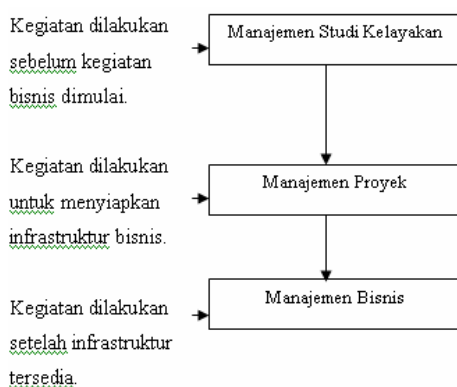 Kegiatan dilakukan
sebelum kegiatan
bisnis dimulai.
Manajemen Studi Kelayakan
Kegiatan dilakukan
untuk menyiapkan
infrastruktur bisnis.
Manajemen Proyek
Kegiatan dilakukan
setelah infrastruktur
tersedia.
Manajemen Bisnis